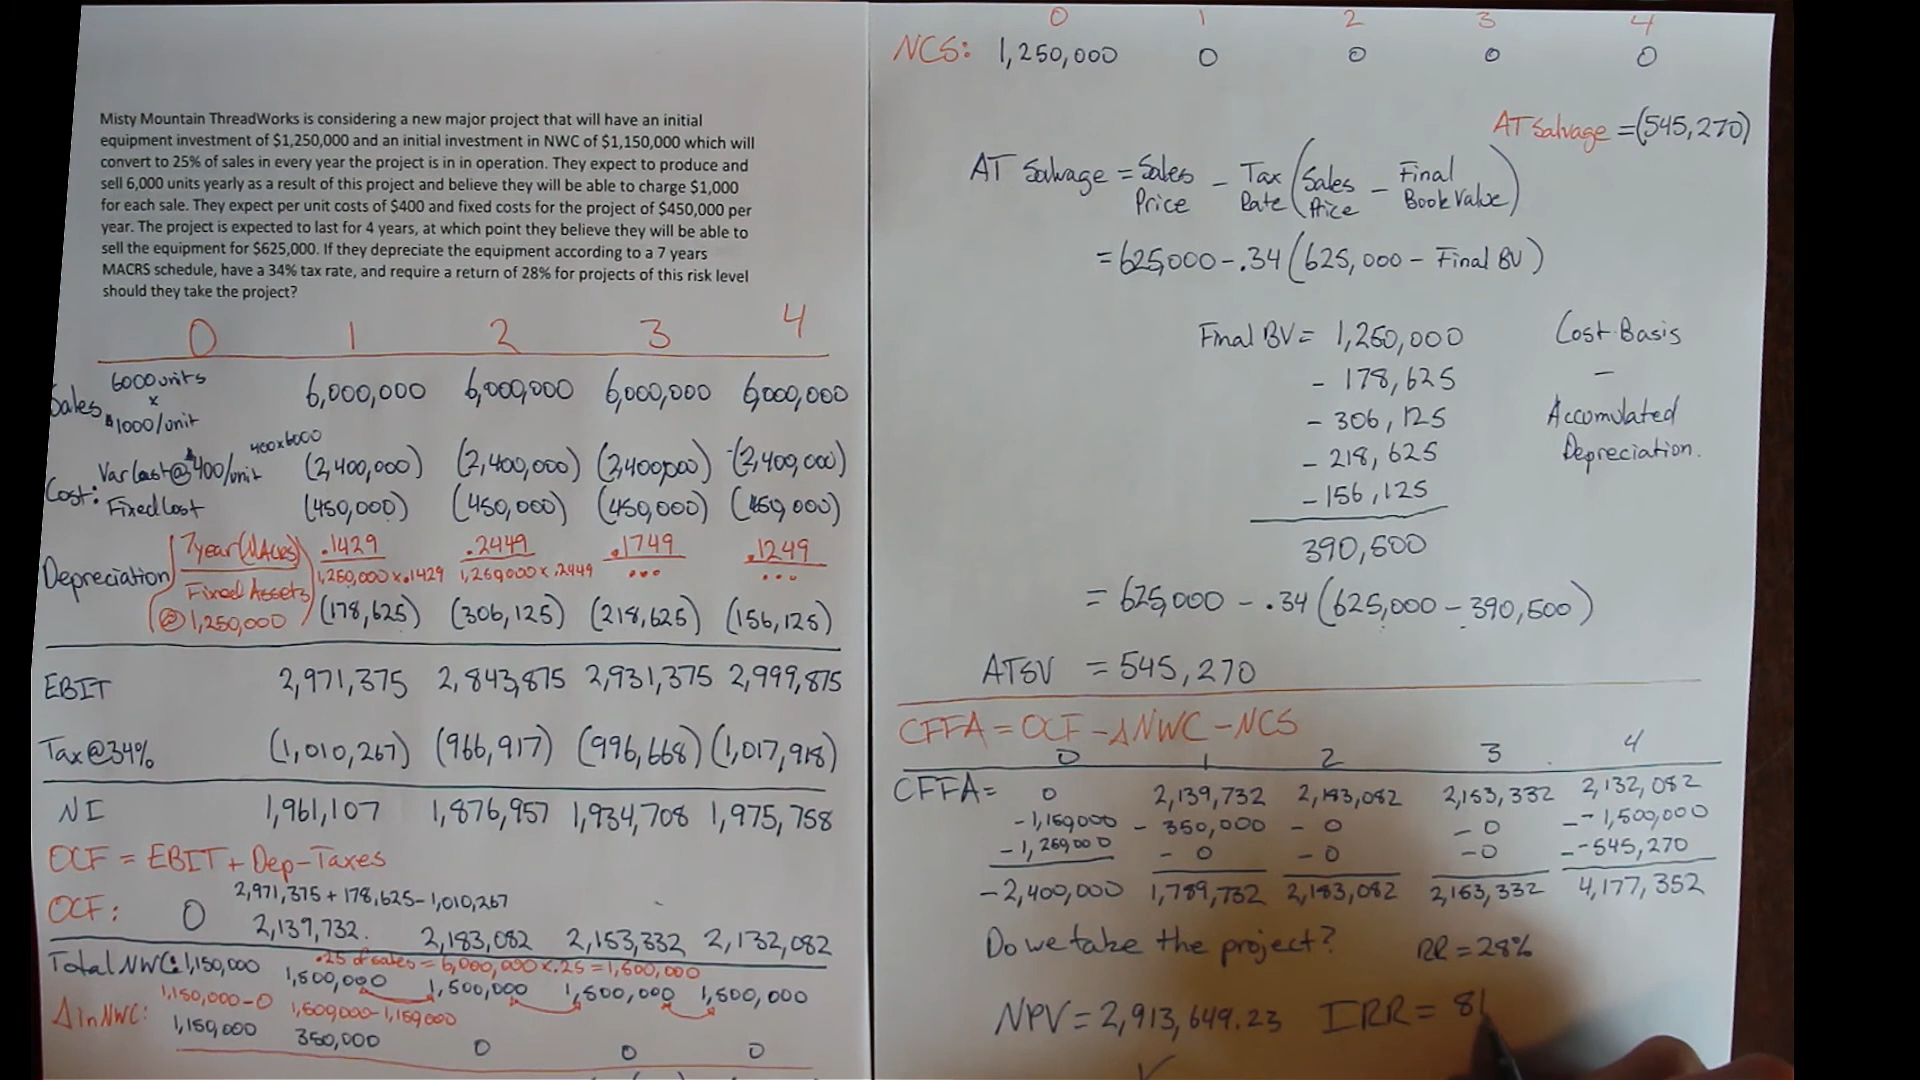 Misty Mountain ThreadWorks is considering a new major project that will have an initial
equipment investment of $1,250,000 and an initial investment in NWC of $1,150,000 which will
convert to 25% of sales in every year the project is in in operation. They expect to produce and
sell 6,000 units yearly as a result of this project and believe they will be able to charge $1,000
for each sale. They expect per unit costs of $400 and fixed costs for the project of $450,000 per
year. The project is expected to last for 4 years, at which point they believe they will be able to
sell the equipment for $625,000. If they depreciate the equipment according to a 7 years
MACRS schedule, have a 34% tax rate, and require a return of 28% for projects of this risk level
should they take the project?
0 1 2 3 4
Sales 6000 units x $1000/unit 6,000,000 6,000,000 6,000,000 6,000,000
400x6000
Cost: Var Cost @ $400/unit (2,400,000) (2,400,000) (2,400,000) (2,400,000)
Fixed Cost (450,000) (450,000) (450,000) (450,000)
Depreciation 7 year (MACRS) .1429 .2449 .1749 .1249
Fixed Assets 1,250,000 x .1429 1,250,000 x .2449 ... ...
@ 1,250,000 (178,625) (306,125) (218,625) (156,125)
EBIT 2,971,375 2,843,875 2,931,375 2,999,875
Tax @ 34% (1,010,267) (966,917) (996,668) (1,017,918)
NI 1,961,107 1,876,957 1,934,708 1,975,758
OCF = EBIT + Dep - Taxes
2,971,375 + 178,625 - 1,010,267
OCF: 0 2,139,732. 2,183,082 2,153,332 2,132,082
.25 of sales = 6,000,000 x .25 = 1,500,000
Total NWC: 1,150,000 1,500,000 1,500,000 1,500,000 1,500,000
1,150,000-0 1,500,000-1,150,000
Δ in NWC: 1,150,000 350,000 0 0 0
0 1 2 3 4
NCS: 1,250,000 0 0 0 0
AT Salvage = (545,270)
AT Salvage = Sales Price - Tax Rate (Sales Price - Final Book Value)
= 625,000 - .34 (625,000 - Final BV)
Final BV = 1,250,000 Cost Basis
- 178,625 -
- 306,125 Accumulated
- 218,625 Depreciation.
- 156,125
390,500
= 625,000 - .34 (625,000 - 390,500)
ATSV = 545,270
CFFA = OCF - ΔNWC - NCS
0 1 2 3 4
CFFA = 0 2,139,732 2,183,082 2,153,332 2,132,082
- 1,150,000 - 350,000 - 0 - 0 - - 1,500,000
- 1,250,000 - 0 - 0 - 0 - - 545,270
- 2,400,000 1,789,732 2,183,082 2,153,332 4,177,352
Do we take the project? RR = 28%
NPV = 2,913,649.23 IRR = 81